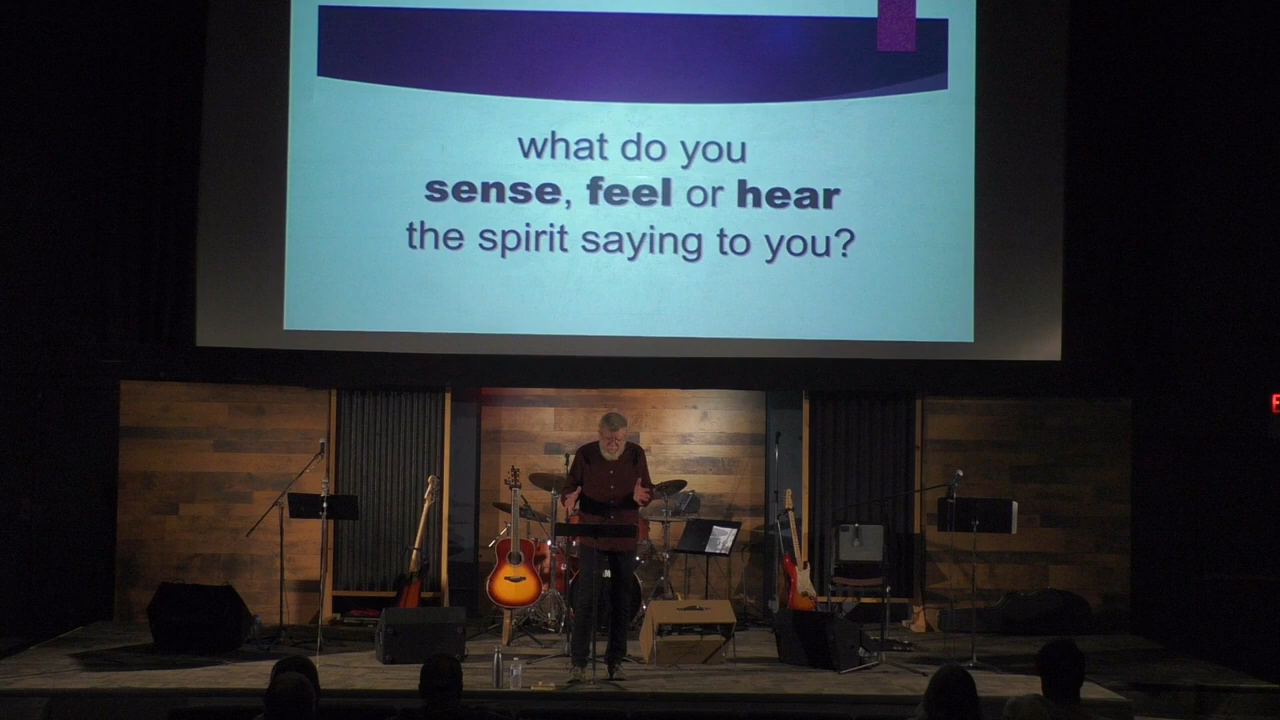 what do you
sense, feel or hear
the spirit saying to you?